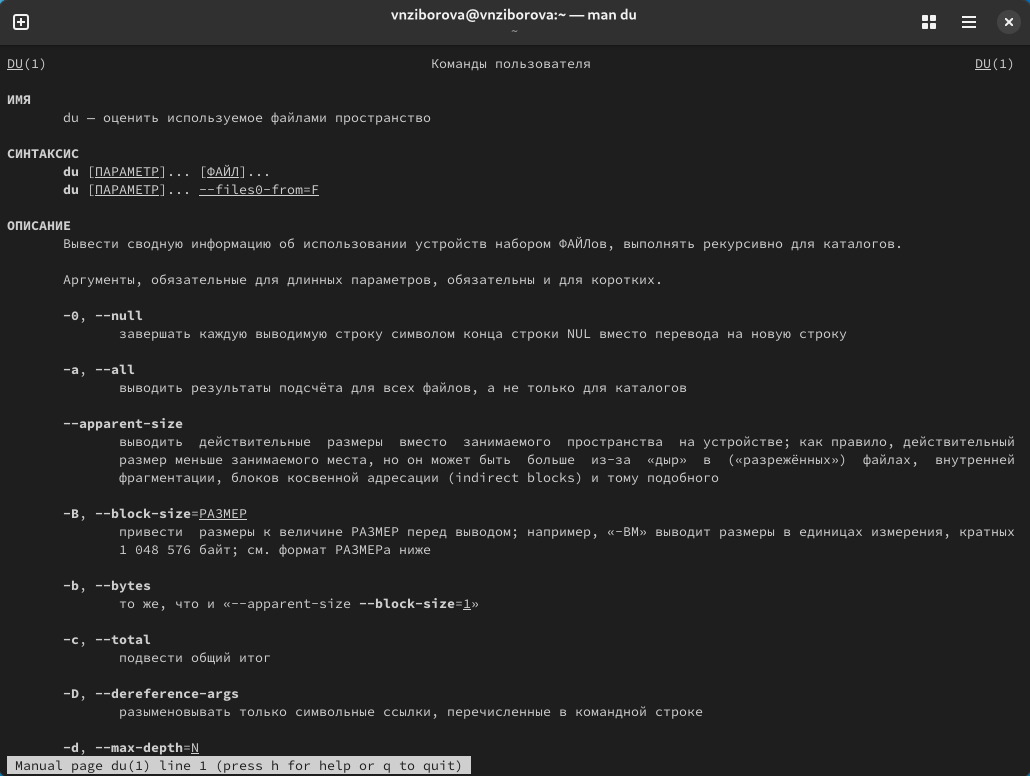 vnziborova@vnziborova:~ — man du
~
DU(1) Команды пользователя DU(1)
ИМЯ
du — оценить используемое файлами пространство
СИНТАКСИС
du [ПАРАМЕТР]... [ФАЙЛ]...
du [ПАРАМЕТР]... --files0-from=F
ОПИСАНИЕ
Вывести сводную информацию об использовании устройств набором ФАЙЛов, выполнять рекурсивно для каталогов.
Аргументы, обязательные для длинных параметров, обязательны и для коротких.
-0, --null
завершать каждую выводимую строку символом конца строки NUL вместо перевода на новую строку
-a, --all
выводить результаты подсчёта для всех файлов, а не только для каталогов
--apparent-size
выводить действительные размеры вместо занимаемого пространства на устройстве; как правило, действительный
размер меньше занимаемого места, но он может быть больше из-за «дыр» в («разрежённых») файлах, внутренней
фрагментации, блоков косвенной адресации (indirect blocks) и тому подобного
-B, --block-size=РАЗМЕР
привести размеры к величине РАЗМЕР перед выводом; например, «-BM» выводит размеры в единицах измерения, кратных
1 048 576 байт; см. формат РАЗМЕРа ниже
-b, --bytes
то же, что и «--apparent-size --block-size=1»
-c, --total
подвести общий итог
-D, --dereference-args
разыменовывать только символьные ссылки, перечисленные в командной строке
-d, --max-depth=N
Manual page du(1) line 1 (press h for help or q to quit)